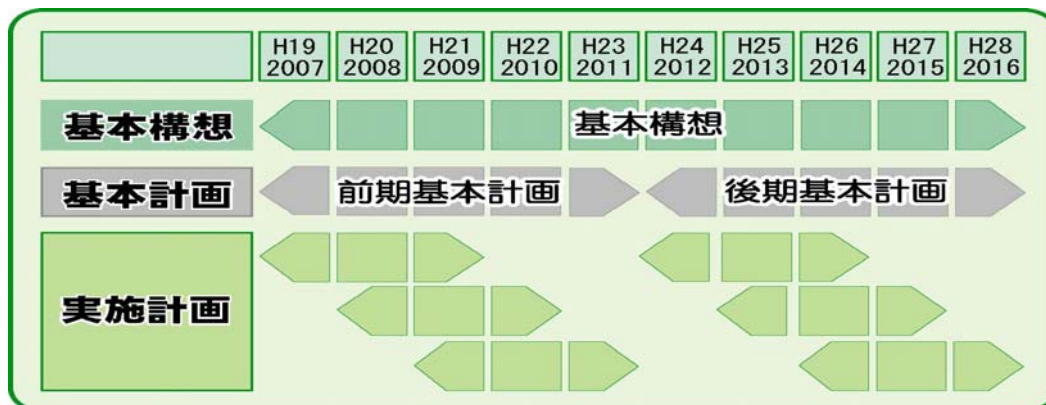 H19 H20 H21 H22 H23 H24 H25 H26 H27 H28
2007 2008 2009 2010 2011 2012 2013 2014 2015 2016
基本構想 基本構想
基本計画 前期基本計画 後期基本計画
実施計画